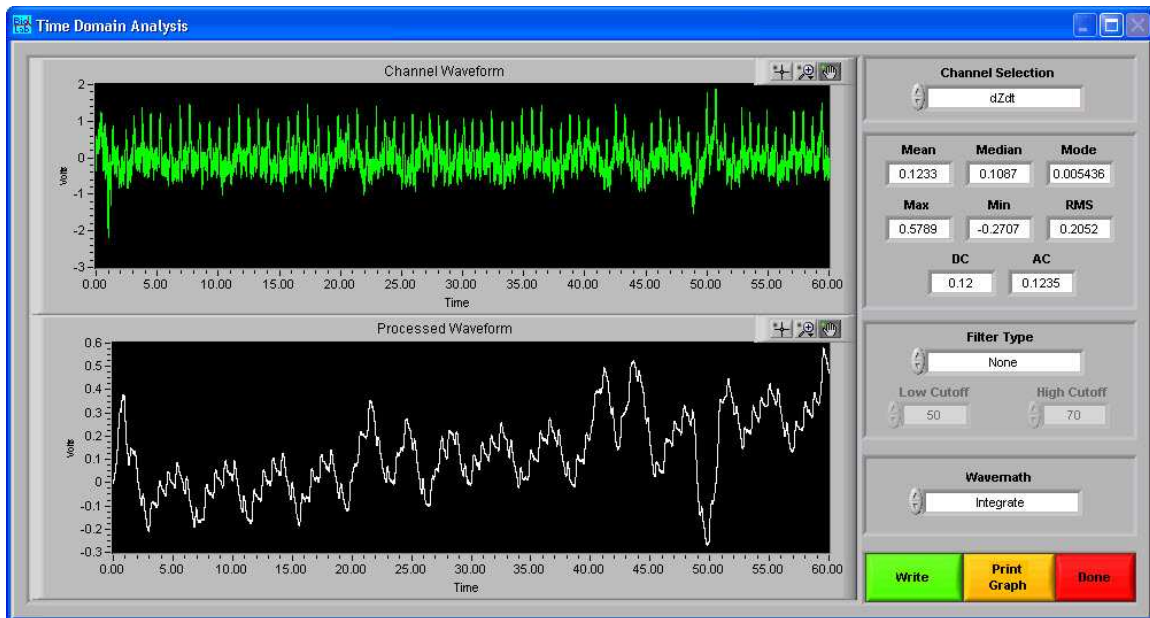 Bio Lab Time Domain Analysis
Channel Waveform
Volts
2
1
0
-1
-2
-3
0.00 5.00 10.00 15.00 20.00 25.00 30.00 35.00 40.00 45.00 50.00 55.00 60.00
Time
Processed Waveform
Volts
0.6
0.5
0.4
0.3
0.2
0.1
0
-0.1
-0.2
-0.3
0.00 5.00 10.00 15.00 20.00 25.00 30.00 35.00 40.00 45.00 50.00 55.00 60.00
Time
Channel Selection
dZdt
Mean Median Mode
0.1233 0.1087 0.005436
Max Min RMS
0.5789 -0.2707 0.2052
DC AC
0.12 0.1235
Filter Type
None
Low Cutoff High Cutoff
50 70
Wavemath
Integrate
Write Print Graph Done